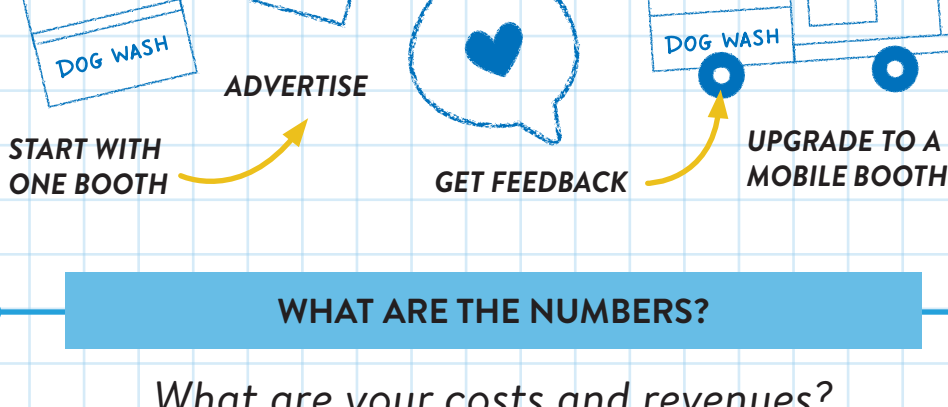 DOG WASH
DOG WASH
ADVERTISE
START WITH
ONE BOOTH
GET FEEDBACK
UPGRADE TO A
MOBILE BOOTH
WHAT ARE THE NUMBERS?
What are your costs and revenues?